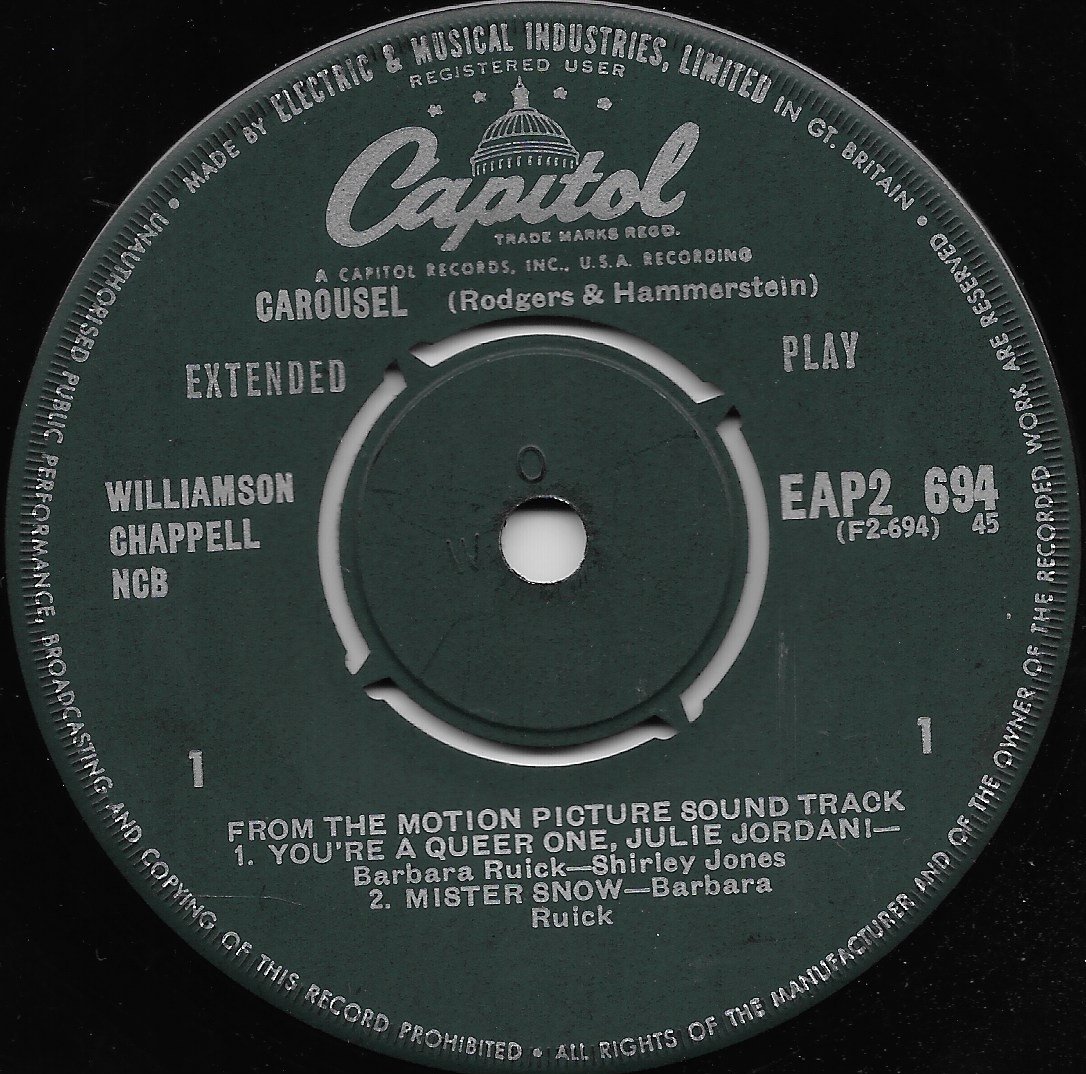 MADE BY ELECTRIC & MUSICAL INDUSTRIES, LIMITED IN GT. BRITAIN •
REGISTERED USER
Capitol
TRADE MARKS REGD.
A CAPITOL RECORDS, INC., U.S.A. RECORDING
CAROUSEL (Rodgers & Hammerstein)
EXTENDED PLAY
O
W
WILLIAMSON
CHAPPELL
NCB
EAP2 694
(F2-694) 45
1 1
FROM THE MOTION PICTURE SOUND TRACK
1. YOU'RE A QUEER ONE, JULIE JORDANI—
Barbara Ruick—Shirley Jones
2. MISTER SNOW—Barbara
Ruick
UNAUTHORISED PUBLIC PERFORMANCE, BROADCASTING AND COPYING OF THIS RECORD PROHIBITED • ALL RIGHTS OF THE MANUFACTURER AND OF THE OWNER OF THE RECORDED WORK ARE RESERVED •